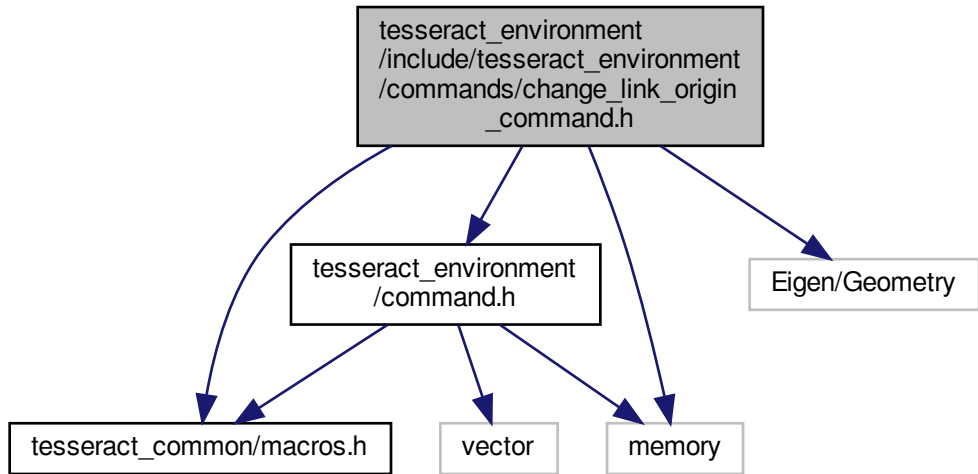 tesseract_environment
/include/tesseract_environment
/commands/change_link_origin
_command.h
tesseract_environment
/command.h
Eigen/Geometry
tesseract_common/macros.h
vector
memory